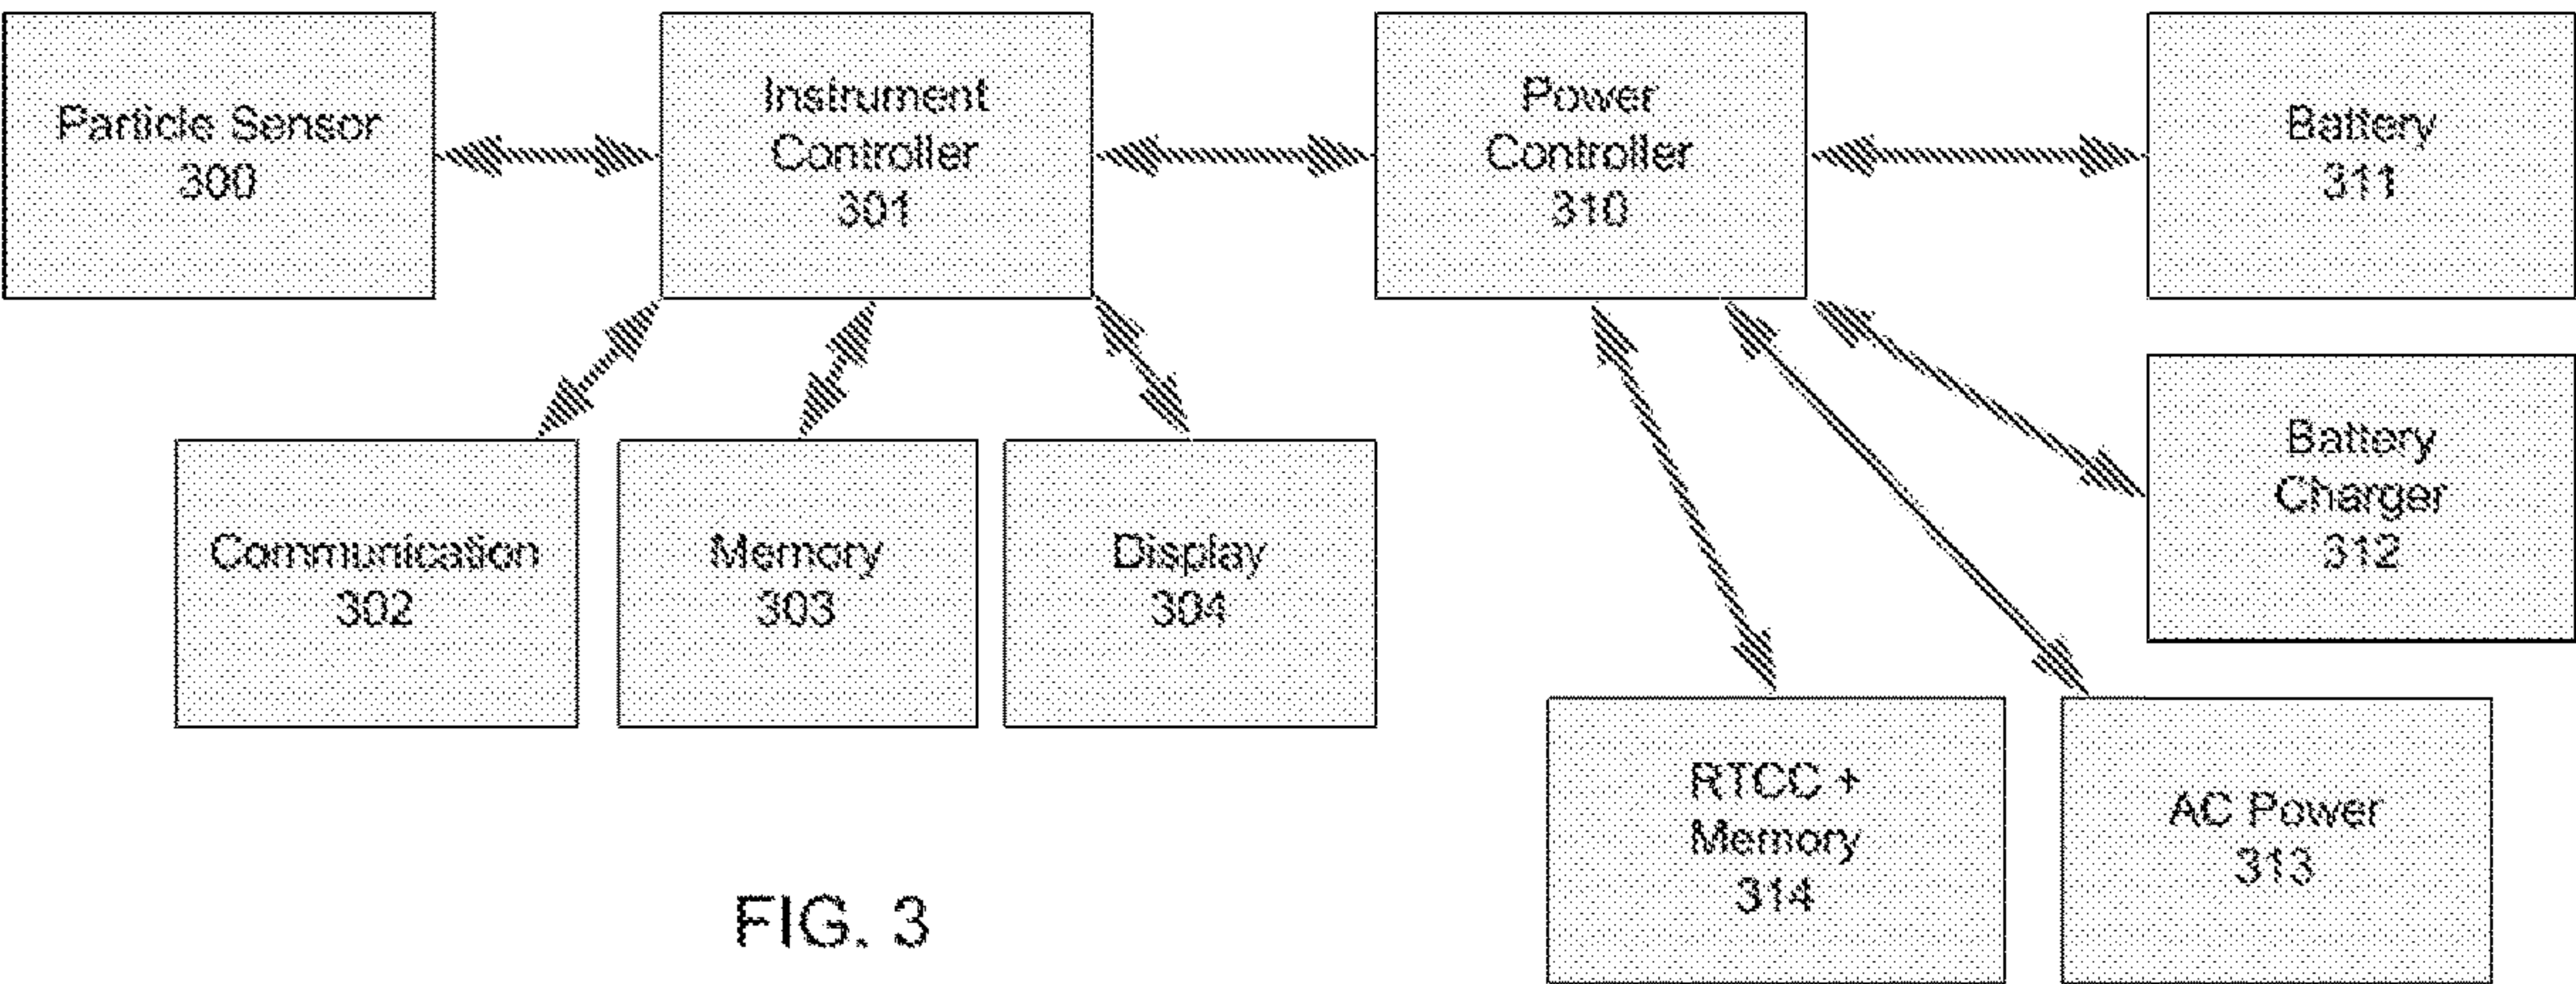 Particle Sensor
300
Instrument
Controller
301
Power
Controller
310
Battery
311
Battery
Charger
312
Communication
302
Memory
303
Display
304
RTCC +
Memory
314
AC Power
313
FIG. 3